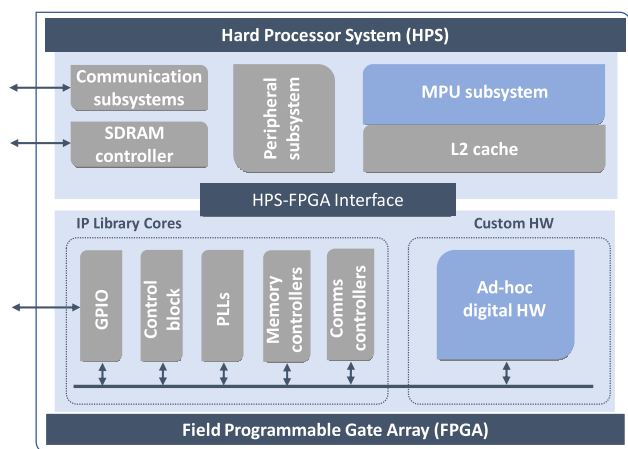 Hard Processor System (HPS)
Communication
subsystems
SDRAM
controller
Peripheral
subsystem
MPU subsystem
L2 cache
HPS-FPGA Interface
IP Library Cores
Custom HW
GPIO
Control
block
PLLs
Memory
controllers
Comms
controllers
Ad-hoc
digital HW
Field Programmable Gate Array (FPGA)